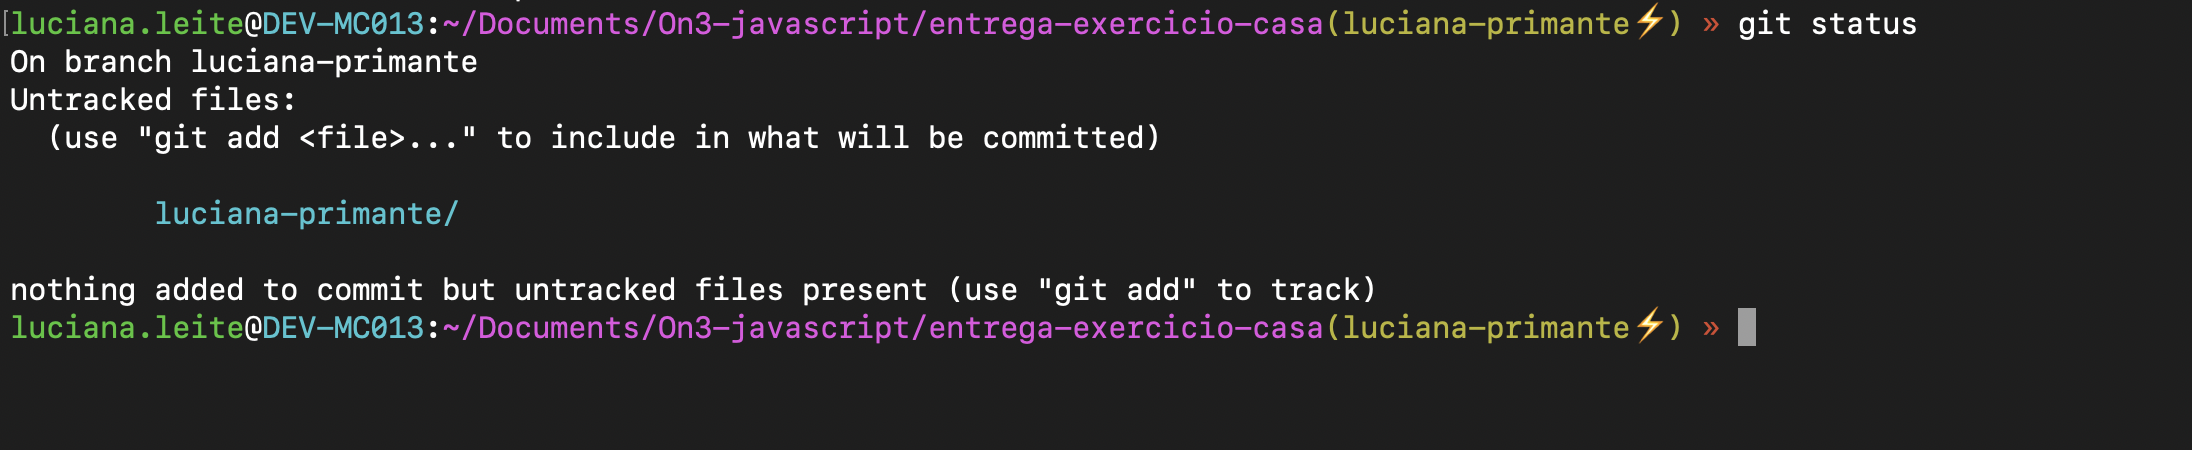 luciana.leite@DEV-MC013:~/Documents/On3-javascript/entrega-exercicio-casa(luciana-primante⚡) » git status
On branch luciana-primante
Untracked files:
  (use "git add <file>..." to include in what will be committed)

        luciana-primante/

nothing added to commit but untracked files present (use "git add" to track)
luciana.leite@DEV-MC013:~/Documents/On3-javascript/entrega-exercicio-casa(luciana-primante⚡) »